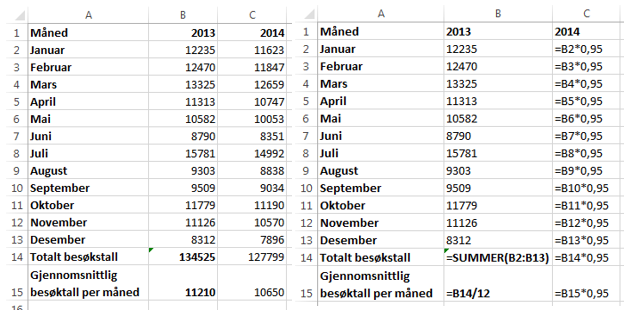 A B C
1 Måned 2013 2014
2 Januar 12235 11623
3 Februar 12470 11847
4 Mars 13325 12659
5 April 11313 10747
6 Mai 10582 10053
7 Juni 8790 8351
8 Juli 15781 14992
9 August 9303 8838
10 September 9509 9034
11 Oktober 11779 11190
12 November 11126 10570
13 Desember 8312 7896
14 Totalt besøkstall 134525 127799
Gjennomsnittlig
15 besøktall per måned 11210 10650
16
A B C
1 Måned 2013 2014
2 Januar 12235 =B2*0,95
3 Februar 12470 =B3*0,95
4 Mars 13325 =B4*0,95
5 April 11313 =B5*0,95
6 Mai 10582 =B6*0,95
7 Juni 8790 =B7*0,95
8 Juli 15781 =B8*0,95
9 August 9303 =B9*0,95
10 September 9509 =B10*0,95
11 Oktober 11779 =B11*0,95
12 November 11126 =B12*0,95
13 Desember 8312 =B13*0,95
14 Totalt besøkstall =SUMMER(B2:B13) =B14*0,95
Gjennomsnittlig
15 besøktall per måned =B14/12 =B15*0,95